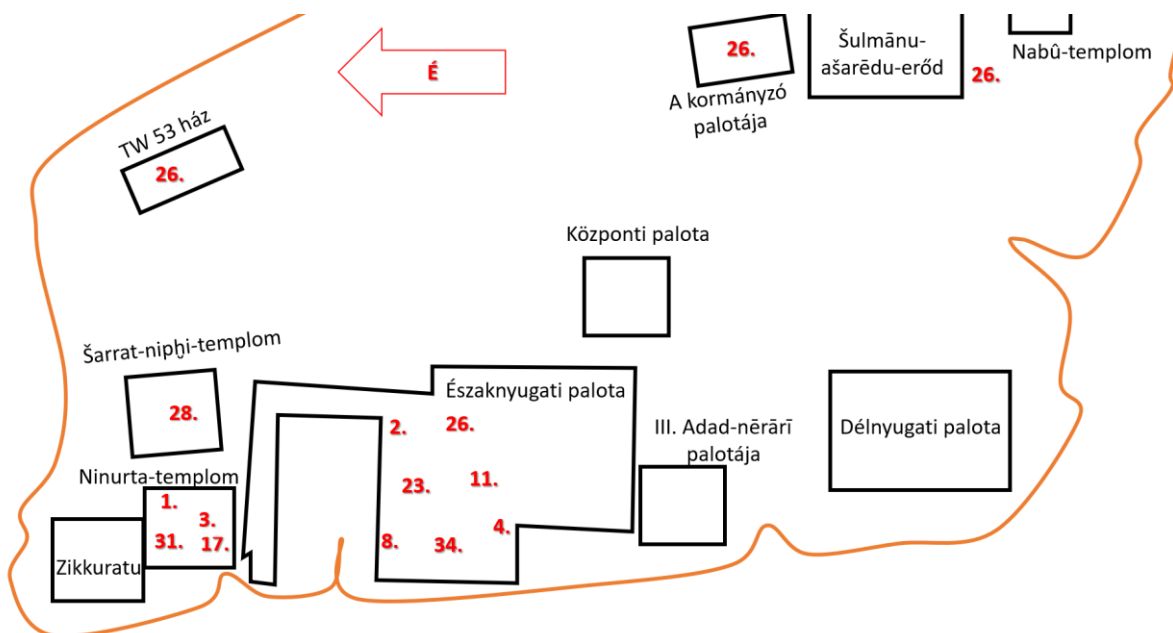 26.
Šulmānu-
ašarēdu-erőd
Nabû-templom
É
26.
A kormányzó
palotája
TW 53 ház
26.
Központi palota
Šarrat-nipḫi-templom
28.
Északnyugati palota
2.
26.
III. Adad-nērārī
palotája
Délnyugati palota
Ninurta-templom
1.
3.
31.
17.
23.
11.
4.
8.
34.
Zikkuratu